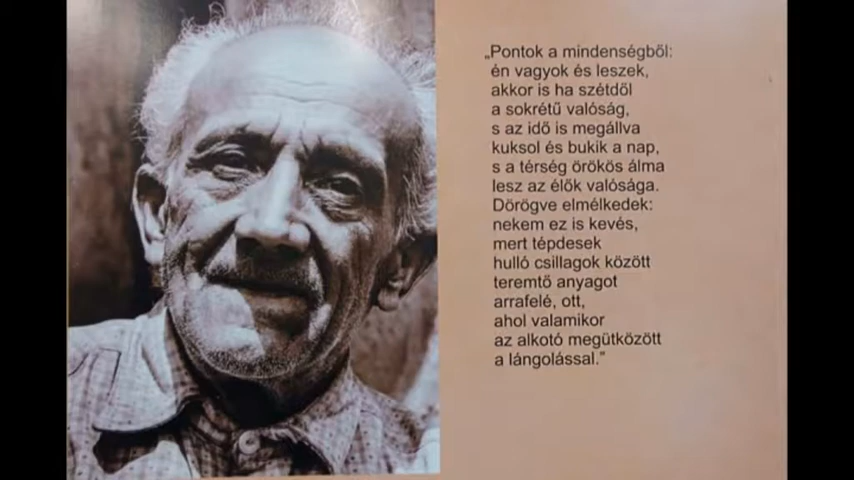 „Pontok a mindenségből:
én vagyok és leszek,
akkor is ha szétdől
a sokrétű valóság,
s az idő is megállva
kuksol és bukik a nap,
s a térség örökös álma
lesz az élők valósága.
Dörögve elmélkedek:
nekem ez is kevés,
mert tépdesek
hulló csillagok között
teremtő anyagot
arrafelé, ott,
ahol valamikor
az alkotó megütközött
a lángolással.”